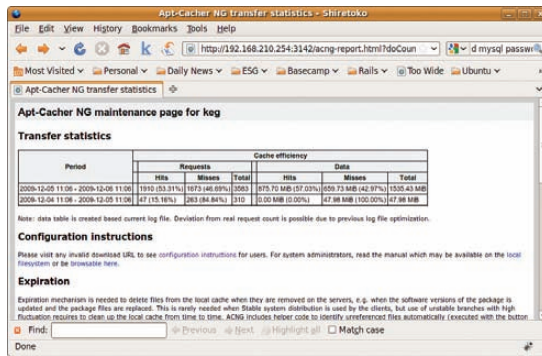 Apt-Cacher NG transfer statistics - Shiretoko
File Edit View History Bookmarks Tools Help
http://192.168.210.254:3142/acng-report.html?doCoun
d mysql passwr
Most Visited Personal Daily News ESG Basecamp Rails Too Wide Ubuntu
Apt-Cacher NG transfer statistics
Apt-Cacher NG maintenance page for keg
Transfer statistics
Cache efficiency
Period Requests Data
Hits Misses Total Hits Misses Total
2009-12-05 11:06 - 2009-12-06 11:06 1910 (53.31%) 1673 (46.69%) 3583 875.70 MiB (57.03%) 659.73 MiB (42.97%) 1535.43 MiB
2009-12-04 11:06 - 2009-12-05 11:06 47 (15.16%) 263 (84.84%) 310 0.00 MiB (0.00%) 47.98 MiB (100.00%) 47.98 MiB
Note: data table is created based current log file. Deviation from real request count is possible due to previous log file optimization.
Configuration instructions
Please visit any invalid download URL to see configuration instructions for users. For system administrators, read the manual which may be available on the local
filesystem or be browsable here.
Expiration
Expiration mechanism is needed to delete files from the local cache when they are removed on the servers, e.g. when the software versions of the package is
updated and the package files are replaced. This is rarely needed when Stable system distribution is used by the clients, but use of unstable branches with high
fluctuation requires to clean up the local cache from time to time. ACNG includes helper code to identify unreferenced files automatically (executed with the button
Find: Previous Next Highlight all Match case
Done